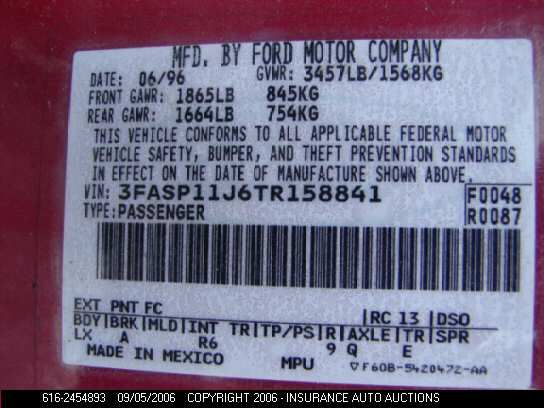 MFD. BY FORD MOTOR COMPANY
DATE: 06/96 GVWR: 3457LB/1568KG
FRONT GAWR: 1865LB 845KG
REAR GAWR: 1664LB 754KG
THIS VEHICLE CONFORMS TO ALL APPLICABLE FEDERAL MOTOR
VEHICLE SAFETY, BUMPER, AND THEFT PREVENTION STANDARDS
IN EFFECT ON THE DATE OF MANUFACTURE SHOWN ABOVE.
VIN: 3FASP11J6TR158841 F0048
TYPE: PASSENGER R0087
EXT PNT FC RC 13 DSO
BDY BRK MLD INT TR TP/PS R AXLE TR SPR
LX A R6 9 Q E
MADE IN MEXICO MPU F60B-5420472-AA
616-2454893 09/05/2006 COPYRIGHT 2006 - INSURANCE AUTO AUCTIONS